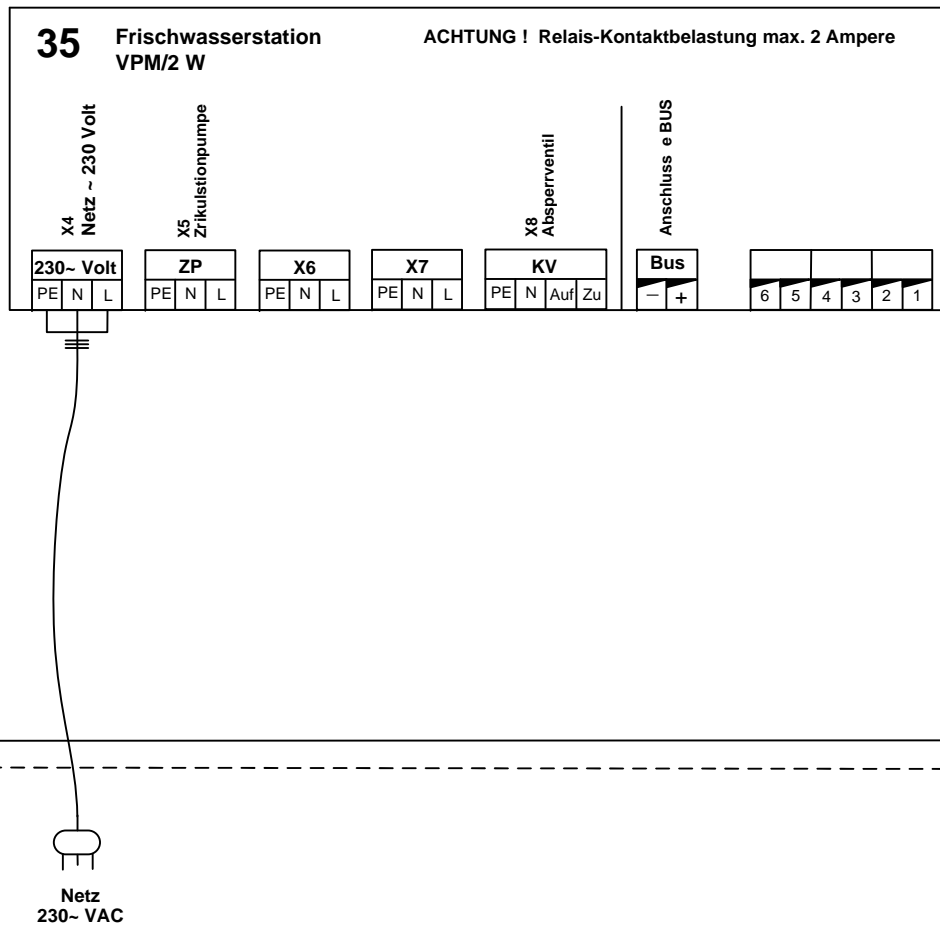 35
Frischwasserstation
VPM/2 W
ACHTUNG ! Relais-Kontaktbelastung max. 2 Ampere
X4
Netz ~ 230 Volt
X5
Zrikulstionpumpe
X8
Absperrventil
Anschluss e BUS
230~ Volt
ZP
X6
X7
KV
Bus
PE N L
PE N L
PE N L
PE N L
PE N Auf Zu
– +
6 5 4 3 2 1
Netz
230~ VAC